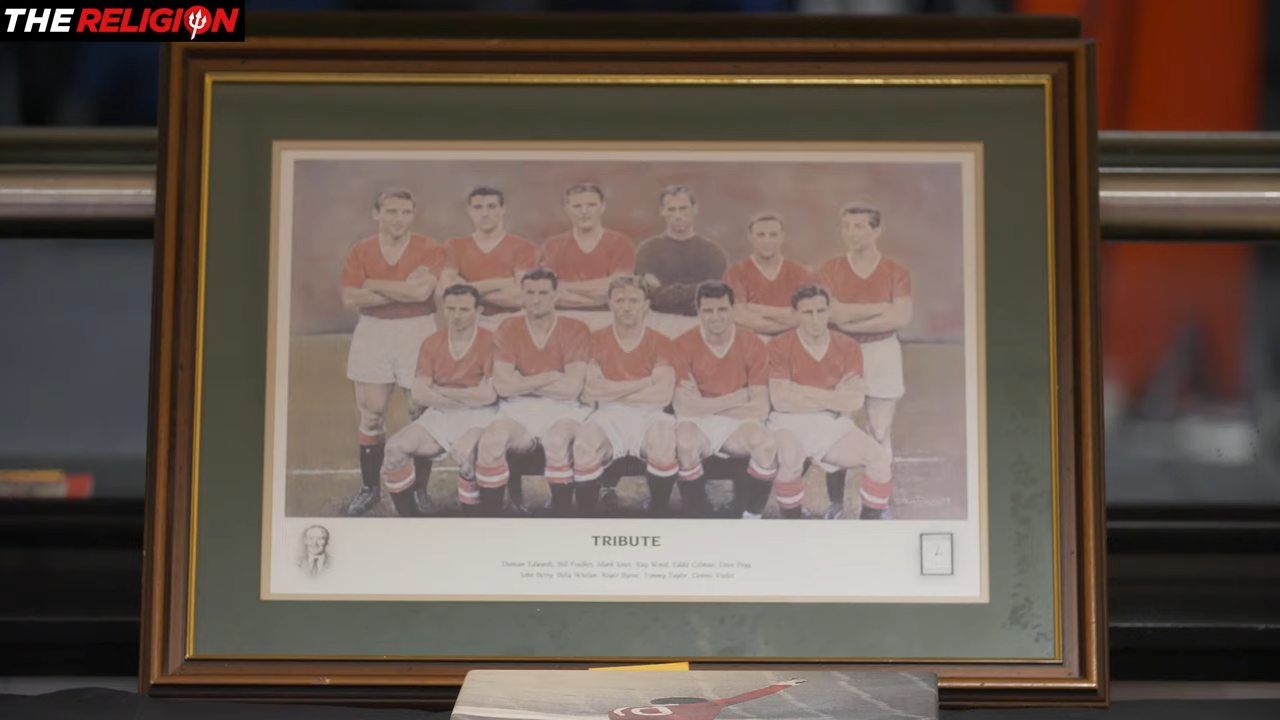 THE RELIGION
TRIBUTE
Duncan Edwards, Bill Foulkes, Mark Jones, Ray Wood, Eddie Colman, Dave Pegg
John Berry, Billy Whelan, Roger Byrne, Tommy Taylor, Dennis Viollet